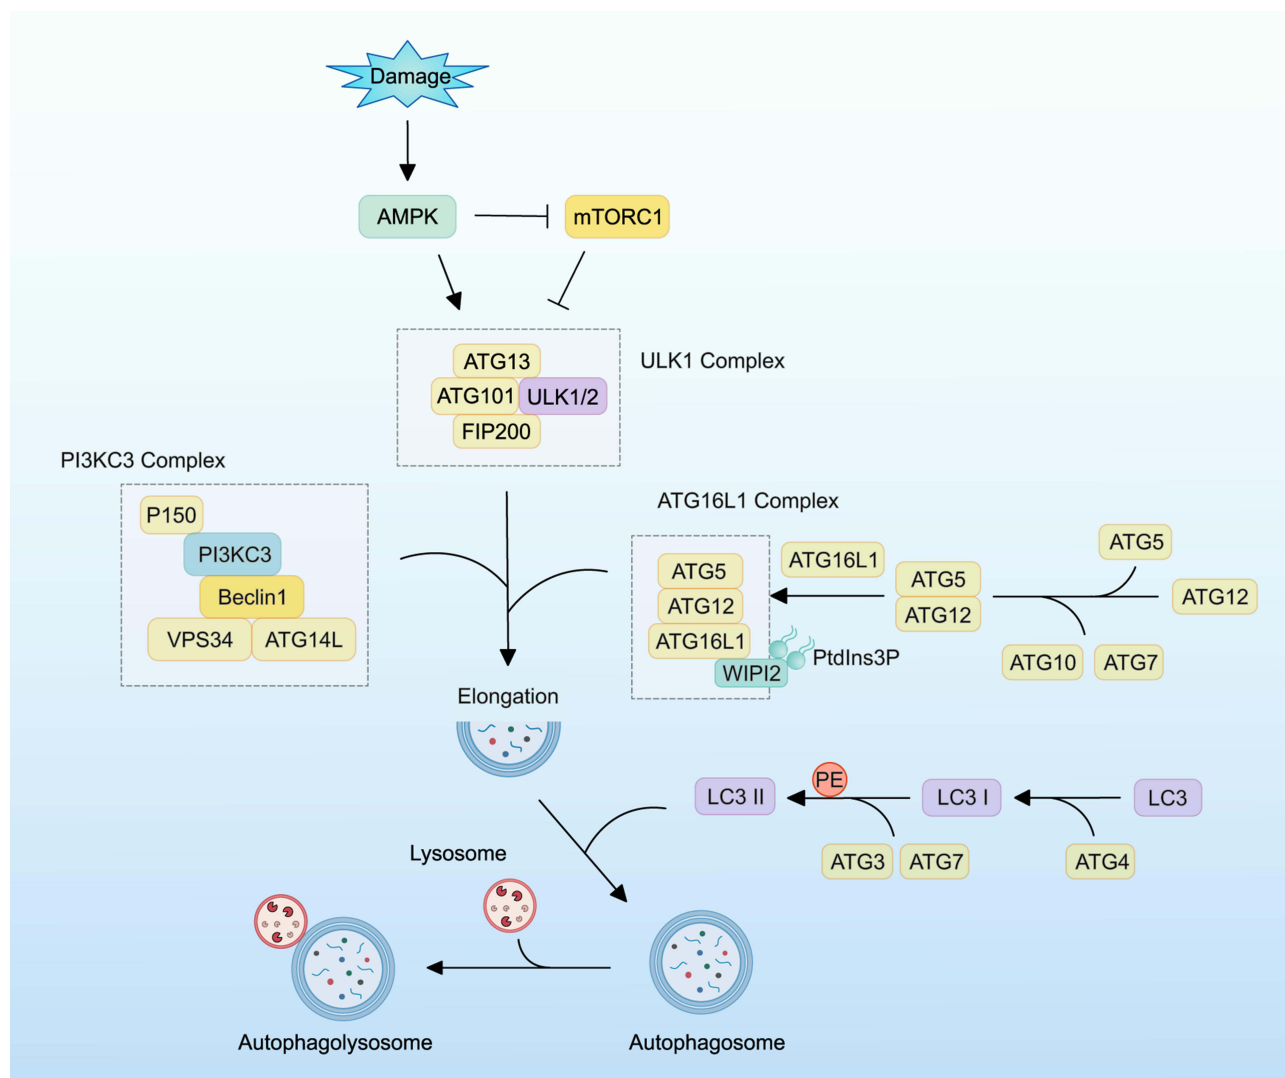 Damage
AMPK
mTORC1
ATG13
ATG101
ULK1/2
FIP200
ULK1 Complex
PI3KC3 Complex
P150
PI3KC3
Beclin1
VPS34
ATG14L
ATG16L1 Complex
ATG5
ATG12
ATG16L1
WIPI2
PtdIns3P
ATG16L1
ATG5
ATG12
ATG5
ATG12
ATG10
ATG7
Elongation
LC3 II
PE
LC3 I
LC3
ATG3
ATG7
ATG4
Lysosome
Autophagolysosome
Autophagosome